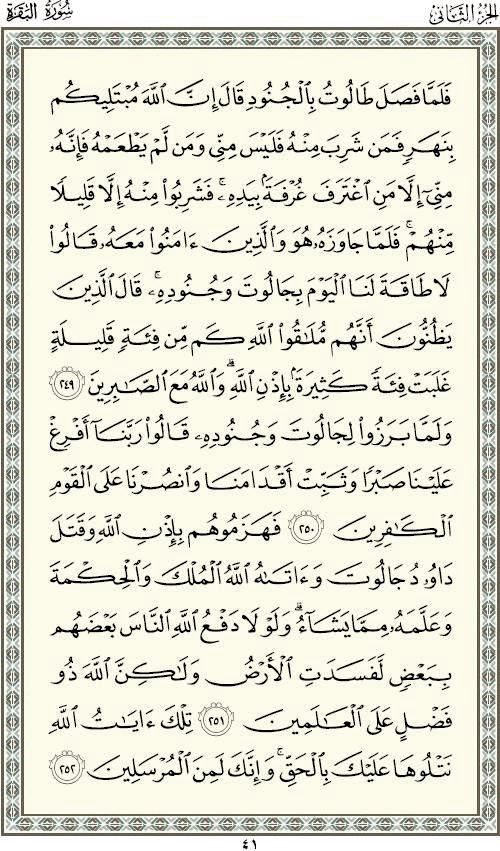 الجزء الثاني سورة البقرة
فَلَمَّا فَصَلَ طَالُوتُ بِٱلْجُنُودِ قَالَ إِنَّ ٱللَّهَ مُبْتَلِيكُم
بِنَهَرٍ فَمَن شَرِبَ مِنْهُ فَلَيْسَ مِنِّى وَمَن لَّمْ يَطْعَمْهُ فَإِنَّهُۥ
مِنِّىٓ إِلَّا مَنِ ٱغْتَرَفَ غُرْفَةًۢ بِيَدِهِۦ ۚ فَشَرِبُوا۟ مِنْهُ إِلَّا قَلِيلًا
مِّنْهُمْ ۚ فَلَمَّا جَاوَزَهُۥ هُوَ وَٱلَّذِينَ ءَامَنُوا۟ مَعَهُۥ قَالُوا۟
لَا طَاقَةَ لَنَا ٱلْيَوْمَ بِجَالُوتَ وَجُنُودِهِۦ ۚ قَالَ ٱلَّذِينَ
يَظُنُّونَ أَنَّهُم مُّلَـٰقُوا۟ ٱللَّهِ كَم مِّن فِئَةٍ قَلِيلَةٍ
غَلَبَتْ فِئَةً كَثِيرَةًۢ بِإِذْنِ ٱللَّهِ ۗ وَٱللَّهُ مَعَ ٱلصَّـٰبِرِينَ ٢٤٩
وَلَمَّا بَرَزُوا۟ لِجَالُوتَ وَجُنُودِهِۦ قَالُوا۟ رَبَّنَآ أَفْرِغْ
عَلَيْنَا صَبْرًا وَثَبِّتْ أَقْدَامَنَا وَٱنصُرْنَا عَلَى ٱلْقَوْمِ
ٱلْكَـٰفِرِينَ ٢٥٠ فَهَزَمُوهُم بِإِذْنِ ٱللَّهِ وَقَتَلَ
دَاوُۥدُ جَالُوتَ وَءَاتَىٰهُ ٱللَّهُ ٱلْمُلْكَ وَٱلْحِكْمَةَ
وَعَلَّمَهُۥ مِمَّا يَشَآءُ ۗ وَلَوْلَا دَفْعُ ٱللَّهِ ٱلنَّاسَ بَعْضَهُم
بِبَعْضٍ لَّفَسَدَتِ ٱلْأَرْضُ وَلَـٰكِنَّ ٱللَّهَ ذُو
فَضْلٍ عَلَى ٱلْعَـٰلَمِينَ ٢٥١ تِلْكَ ءَايَـٰتُ ٱللَّهِ
نَتْلُوهَا عَلَيْكَ بِٱلْحَقِّ ۚ وَإِنَّكَ لَمِنَ ٱلْمُرْسَلِينَ ٢٥٢
٤١